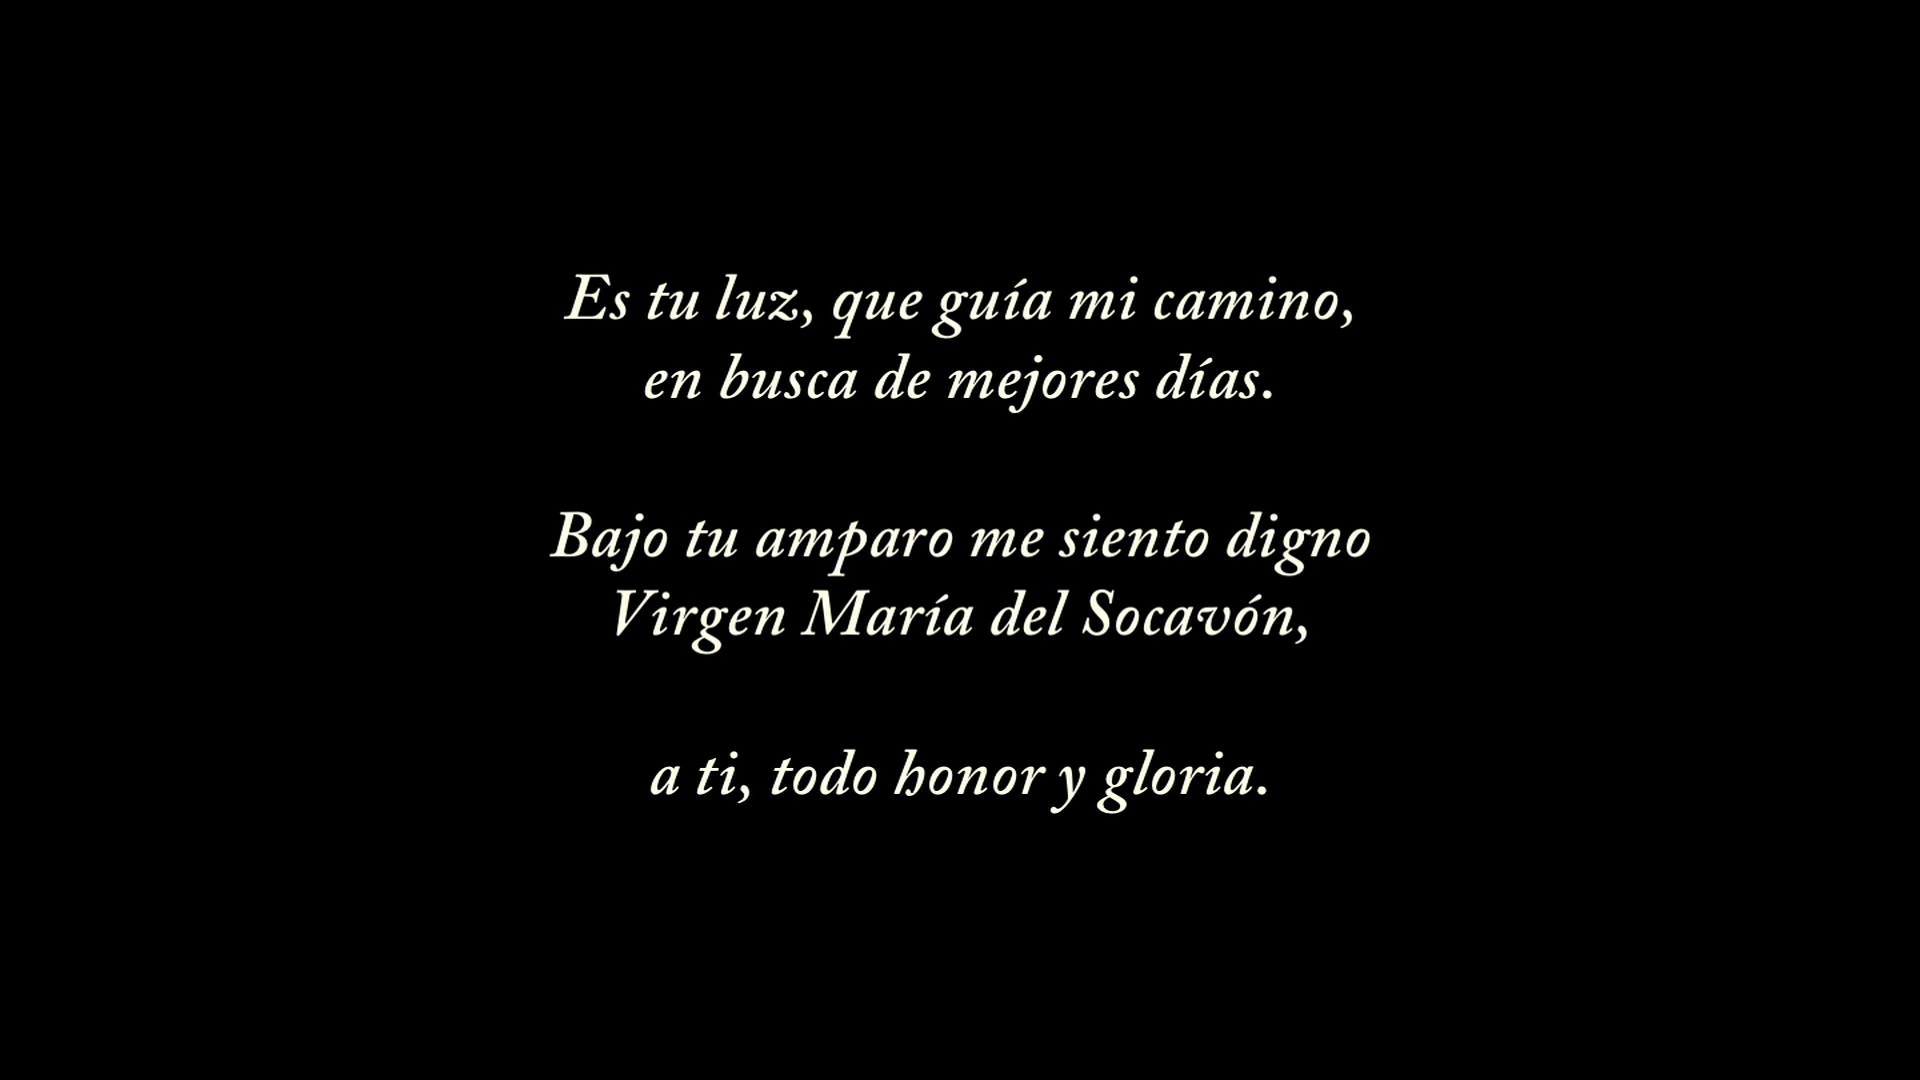 Es tu luz, que guía mi camino,
en busca de mejores días.
Bajo tu amparo me siento digno
Virgen María del Socavón,
a ti, todo honor y gloria.